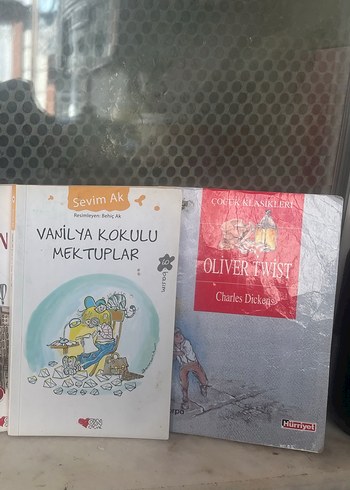 Sevim Ak
Resimleyen: Behiç Ak
VANİLYA KOKULU
MEKTUPLAR
ÇOCUK KLASİKLERİ
OLIVER TWIST
Charles Dickens
Hürriyet